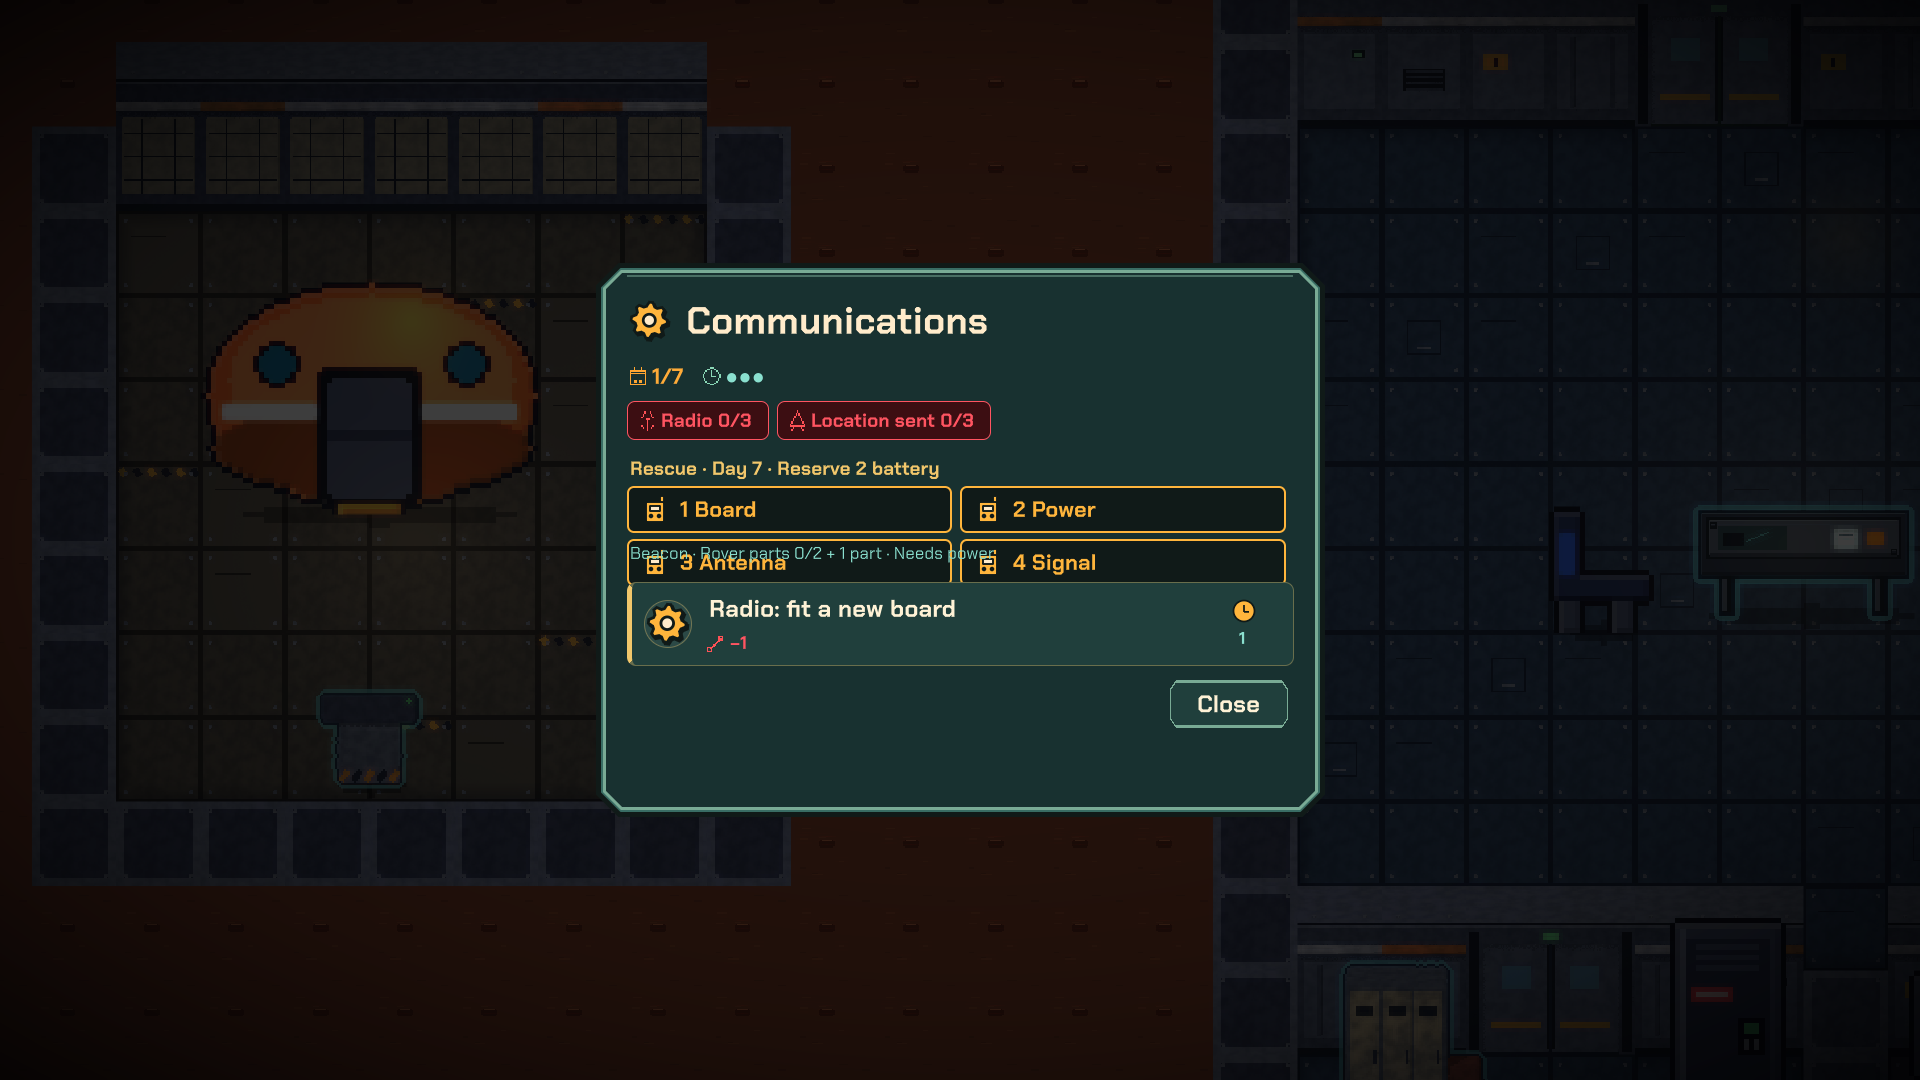 Communications
1/7
Radio 0/3 Location sent 0/3
Rescue · Day 7 · Reserve 2 battery
1 Board 2 Power
Beacon · Rover parts 0/2 + 1 part · Needs power
3 Antenna 4 Signal
Radio: fit a new board
−1
1
Close